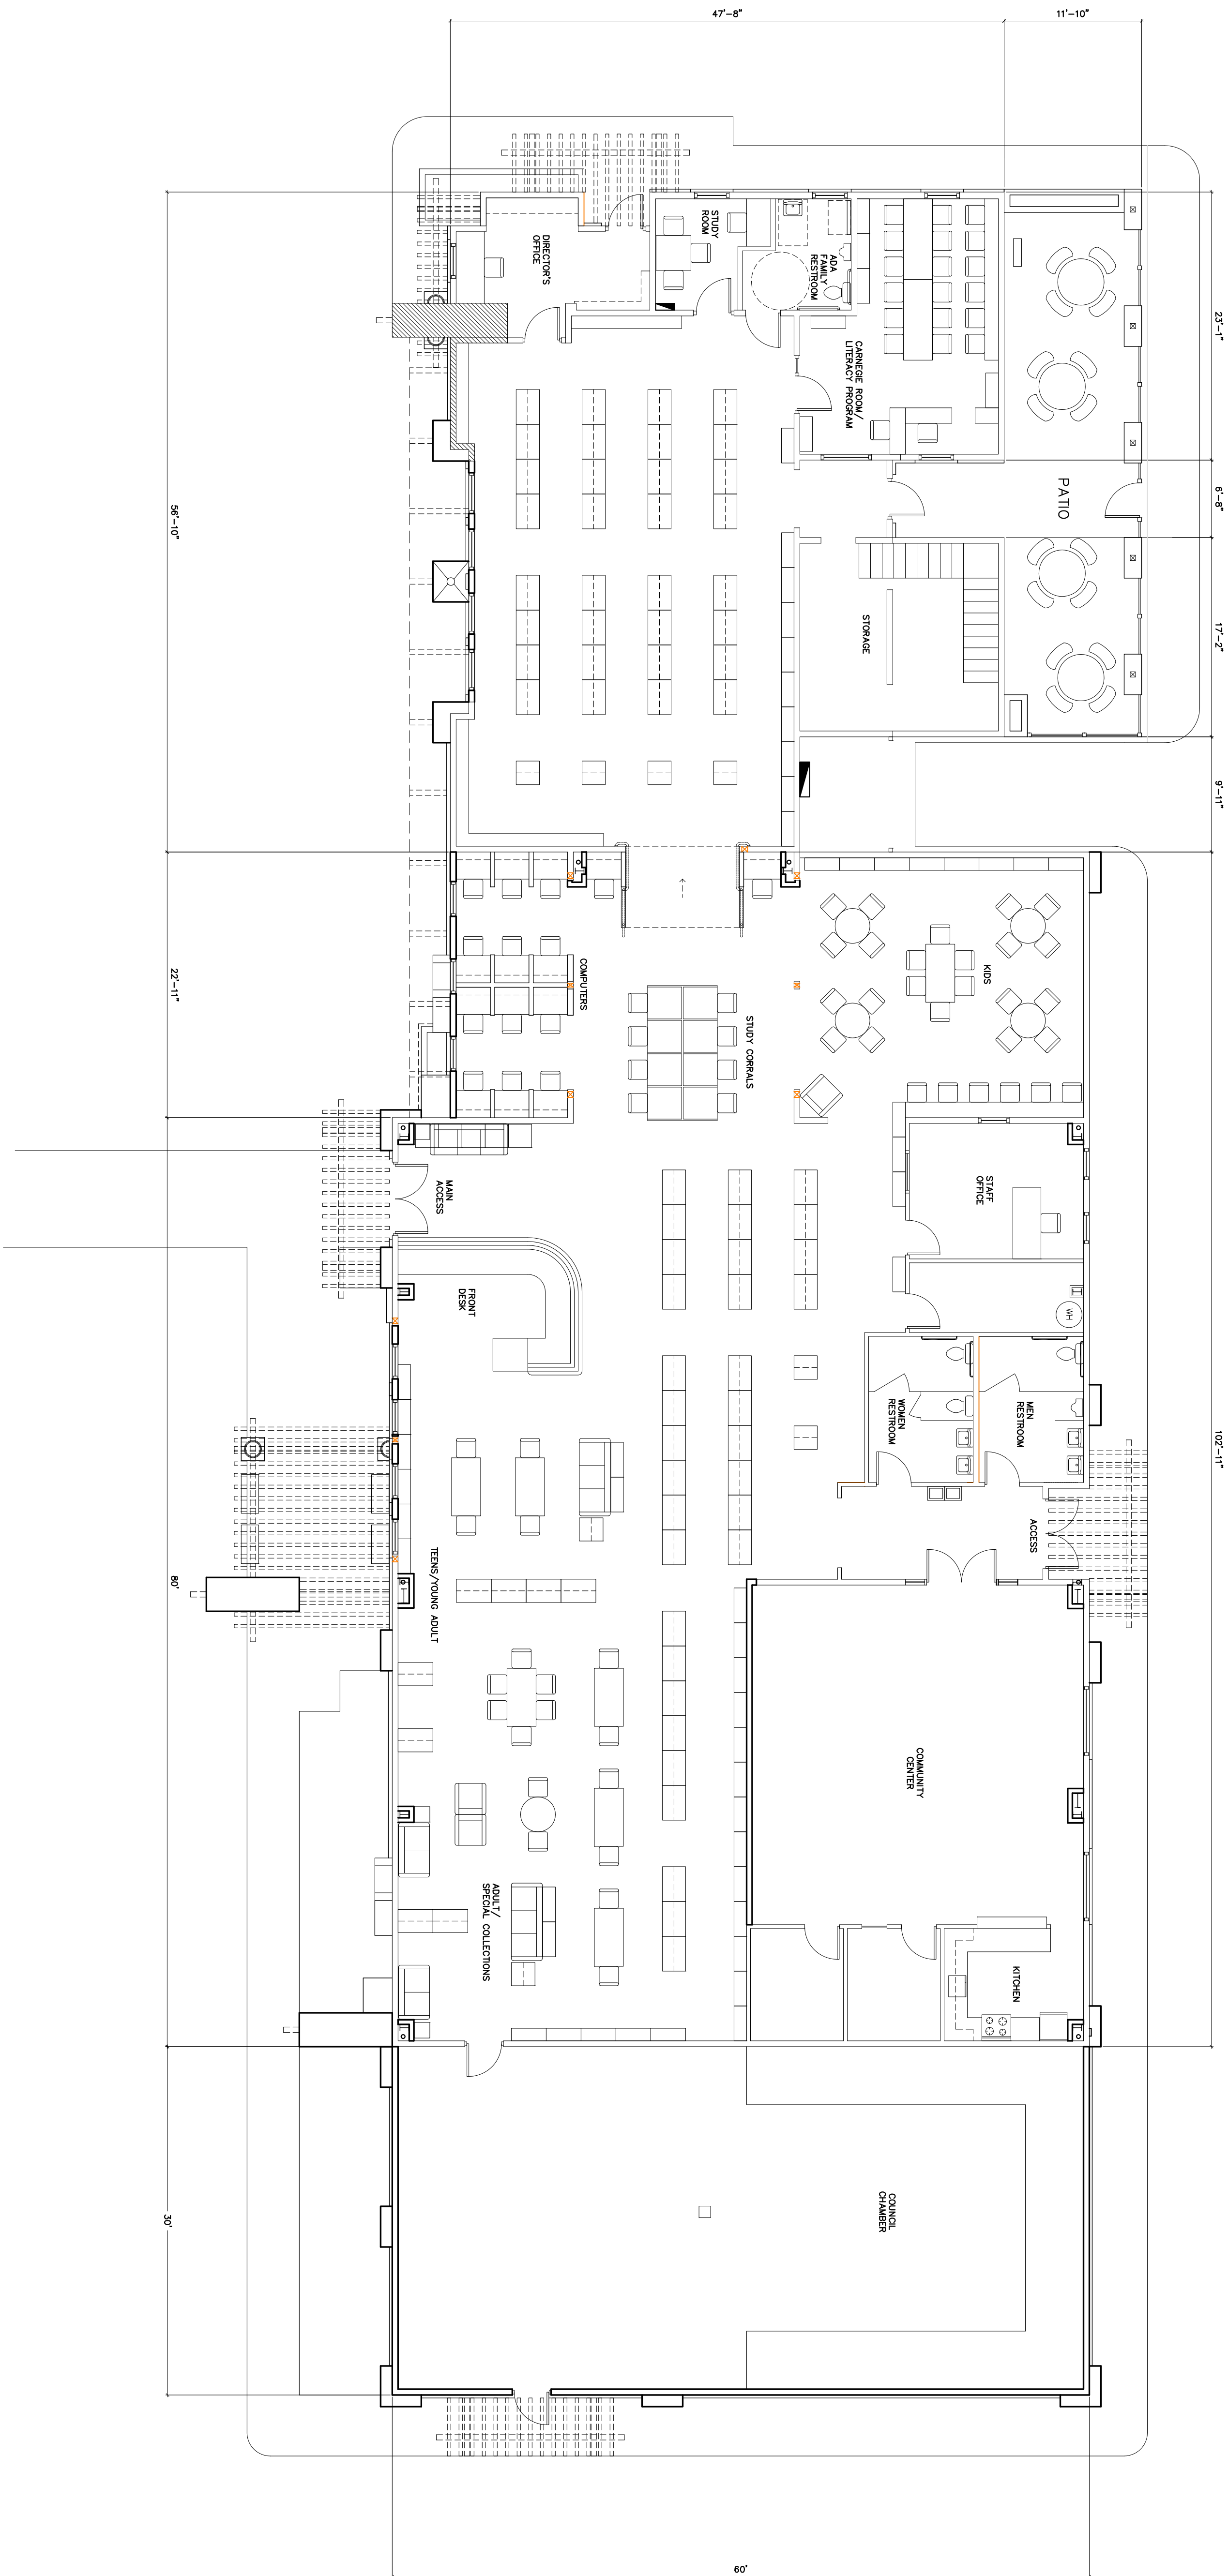 47'-8"
11'-10"
23'-1"
6'-8"
17'-2"
9'-11"
102'-11"
56'-10"
22'-11"
80'
30'
60'
DIRECTOR'S
OFFICE
STUDY
ROOM
ADA
FAMILY
RESTROOM
CARNEGIE ROOM/
LITERACY PROGRAM
PATIO
STORAGE
COMPUTERS
STUDY CORRALS
KIDS
MAIN
ACCESS
STAFF
OFFICE
WH
FRONT
DESK
WOMEN
RESTROOM
MEN
RESTROOM
ACCESS
TEENS/YOUNG ADULT
COMMUNITY
CENTER
ADULT/
SPECIAL COLLECTIONS
KITCHEN
COUNCIL
CHAMBER